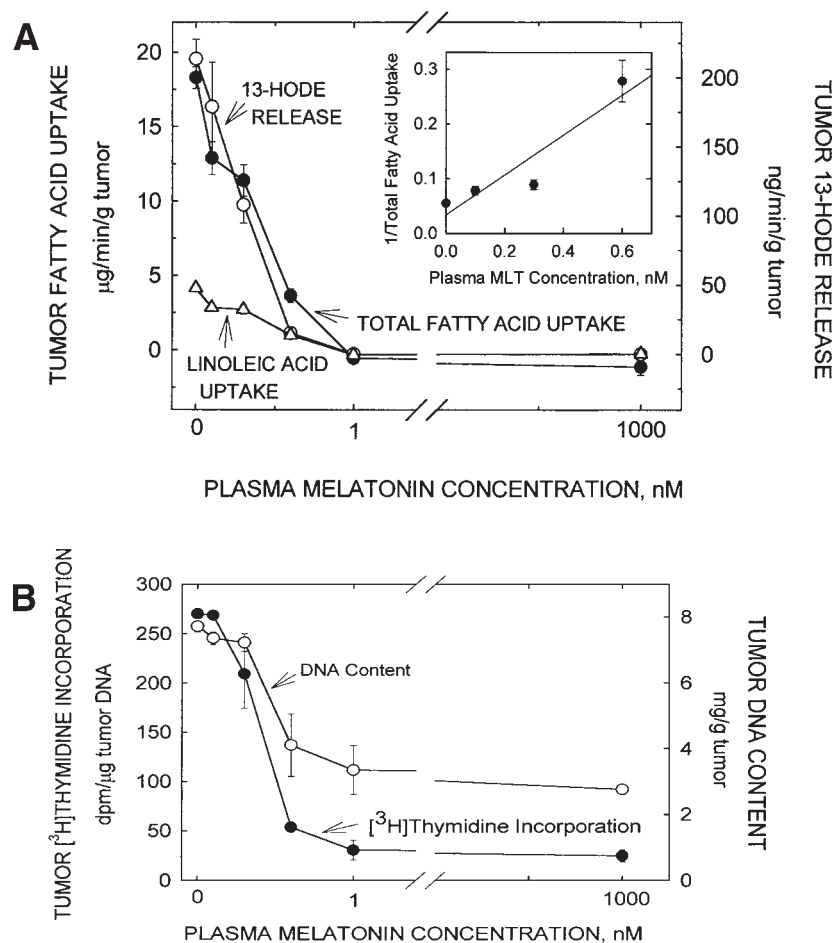 A
TUMOR FATTY ACID UPTAKE
μg/min/g tumor
20
15
10
5
0
13-HODE
RELEASE
TOTAL FATTY ACID UPTAKE
LINOLEIC ACID
UPTAKE
1/Total Fatty Acid Uptake
0.3
0.2
0.1
0.0
0.0
0.2
0.4
0.6
Plasma MLT Concentration, nM
200
150
100
50
0
ng/min/g tumor
TUMOR 13-HODE RELEASE
0
1
1000
PLASMA MELATONIN CONCENTRATION, nM
B
TUMOR [³H]THYMIDINE INCORPORATION
dpm/μg tumor DNA
300
250
200
150
100
50
0
DNA Content
[³H]Thymidine Incorporation
8
6
4
2
0
mg/g tumor
TUMOR DNA CONTENT
0
1
1000
PLASMA MELATONIN CONCENTRATION, nM